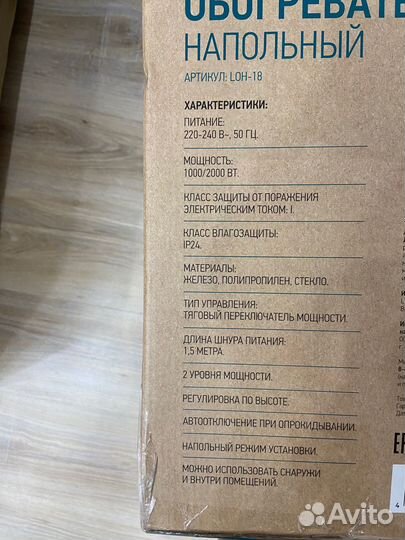 ОБОГРЕВАТЕ
НАПОЛЬНЫЙ
АРТИКУЛ: LOH-18
ХАРАКТЕРИСТИКИ:
ПИТАНИЕ:
220-240 В~, 50 ГЦ.
МОЩНОСТЬ:
1000/2000 ВТ.
КЛАСС ЗАЩИТЫ ОТ ПОРАЖЕНИЯ
ЭЛЕКТРИЧЕСКИМ ТОКОМ: I.
КЛАСС ВЛАГОЗАЩИТЫ:
IP24.
МАТЕРИАЛЫ:
ЖЕЛЕЗО, ПОЛИПРОПИЛЕН, СТЕКЛО.
ТИП УПРАВЛЕНИЯ:
ТЯГОВЫЙ ПЕРЕКЛЮЧАТЕЛЬ МОЩНОСТИ.
ДЛИНА ШНУРА ПИТАНИЯ:
1,5 МЕТРА.
2 УРОВНЯ МОЩНОСТИ.
РЕГУЛИРОВКА ПО ВЫСОТЕ.
АВТООТКЛЮЧЕНИЕ ПРИ ОПРОКИДЫВАНИИ.
НАПОЛЬНЫЙ РЕЖИМ УСТАНОВКИ.
МОЖНО ИСПОЛЬЗОВАТЬ СНАРУЖИ
И ВНУТРИ ПОМЕЩЕНИЙ.
Avito